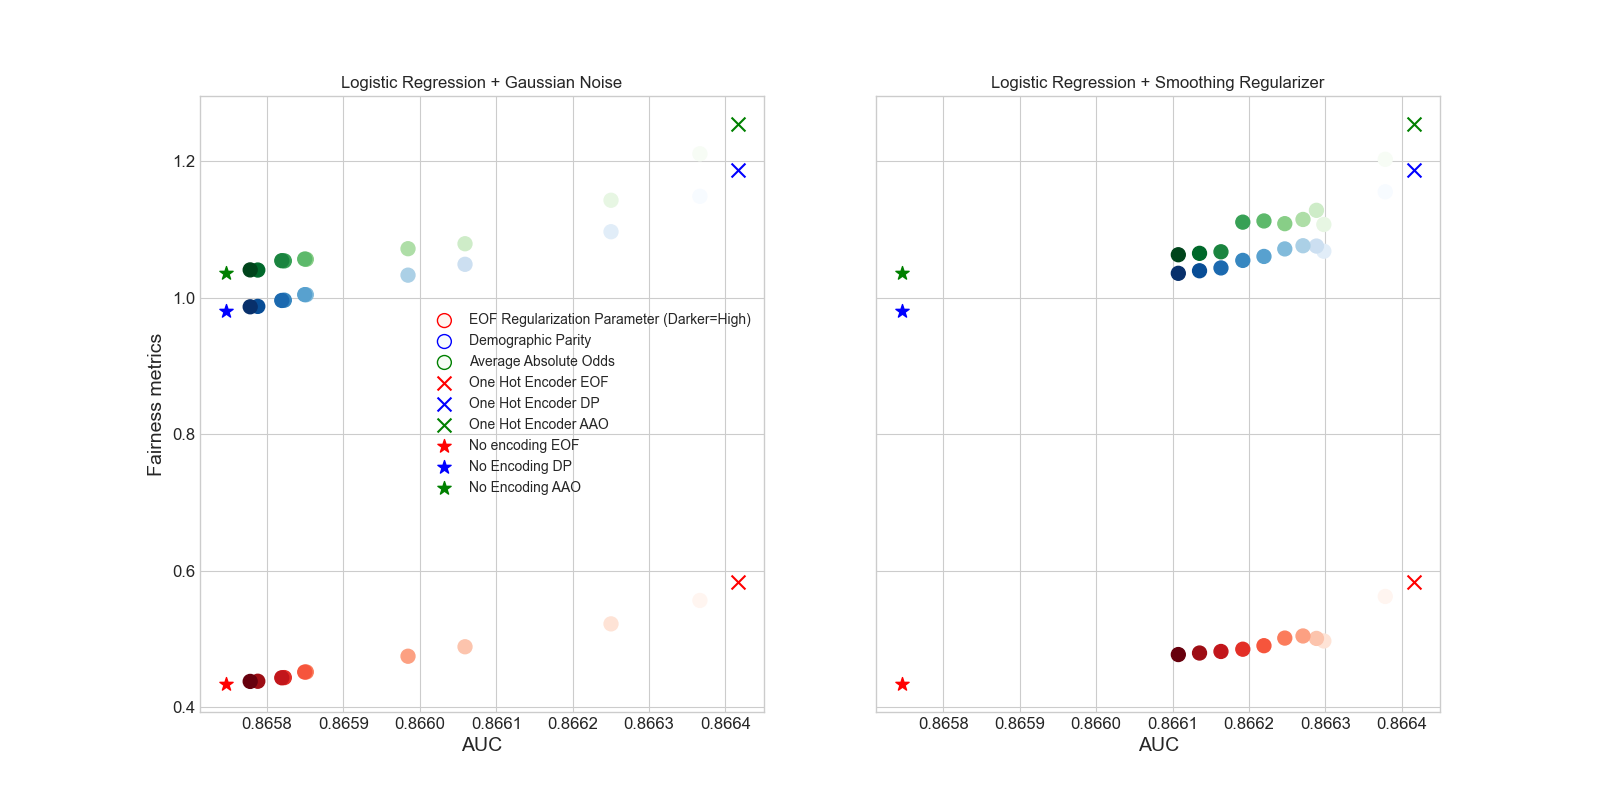 Logistic Regression + Gaussian Noise
Logistic Regression + Smoothing Regularizer
Fairness metrics
1.2
1.0
0.8
0.6
0.4
EOF Regularization Parameter (Darker=High)
Demographic Parity
Average Absolute Odds
One Hot Encoder EOF
One Hot Encoder DP
One Hot Encoder AAO
No encoding EOF
No Encoding DP
No Encoding AAO
0.8658 0.8659 0.8660 0.8661 0.8662 0.8663 0.8664
AUC
0.8658 0.8659 0.8660 0.8661 0.8662 0.8663 0.8664
AUC